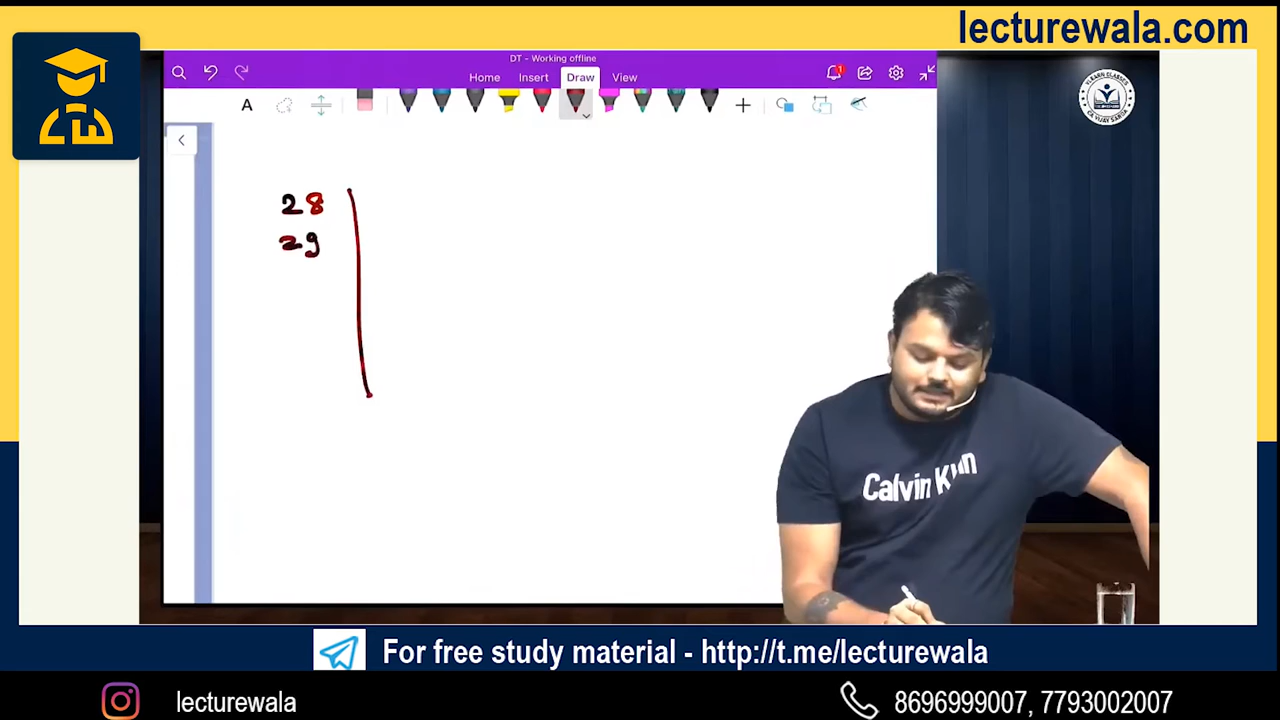 lecturewala.com
DT - Working offline
Home Insert Draw View
1
A
28
29
Calvin Klein
For free study material - http://t.me/lecturewala
lecturewala
8696999007, 7793002007